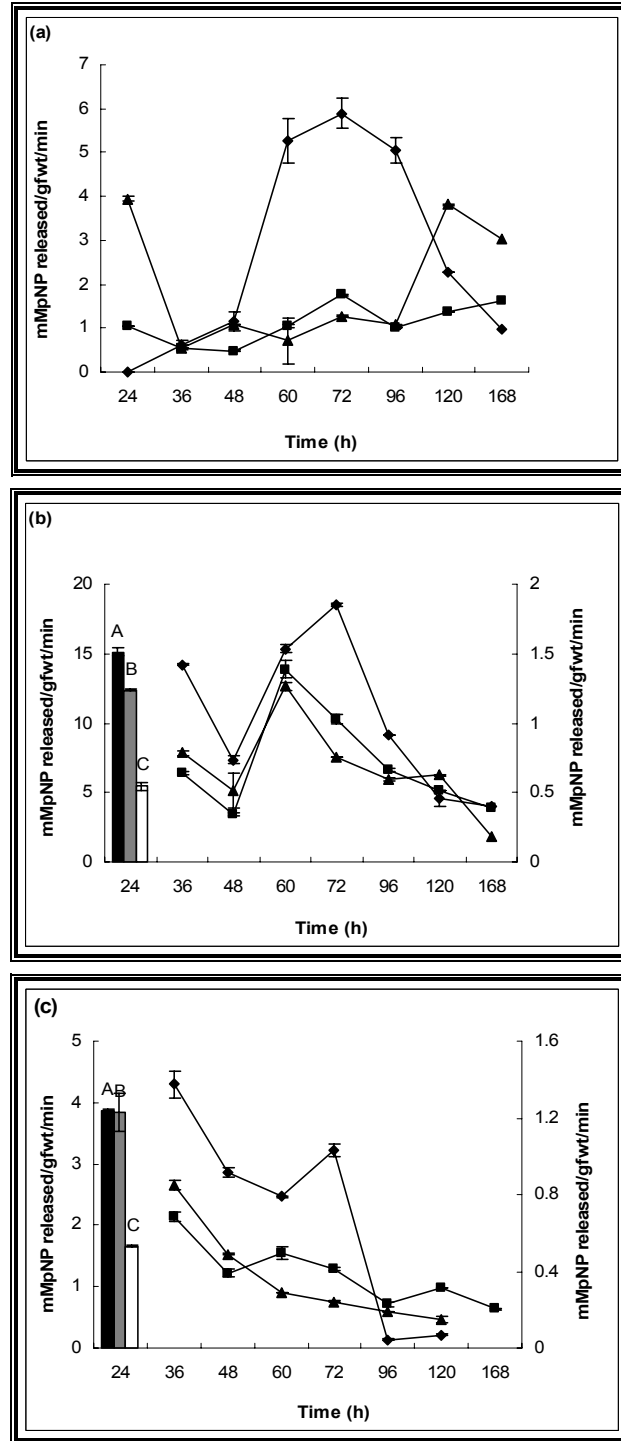 (a)
mMpNP released/gfwt/min
7
6
5
4
3
2
1
0
24 36 48 60 72 96 120 168
Time (h)
(b)
mMpNP released/gfwt/min
20
15
10
5
0
A
B
C
2
1.5
1
0.5
0
mMpNP released/gfwt/min
24 36 48 60 72 96 120 168
Time (h)
(c)
mMpNP released/gfwt/min
5
4
3
2
1
0
A
B
C
1.6
1.2
0.8
0.4
0
mMpNP released/gfwt/min
24 36 48 60 72 96 120 168
Time (h)